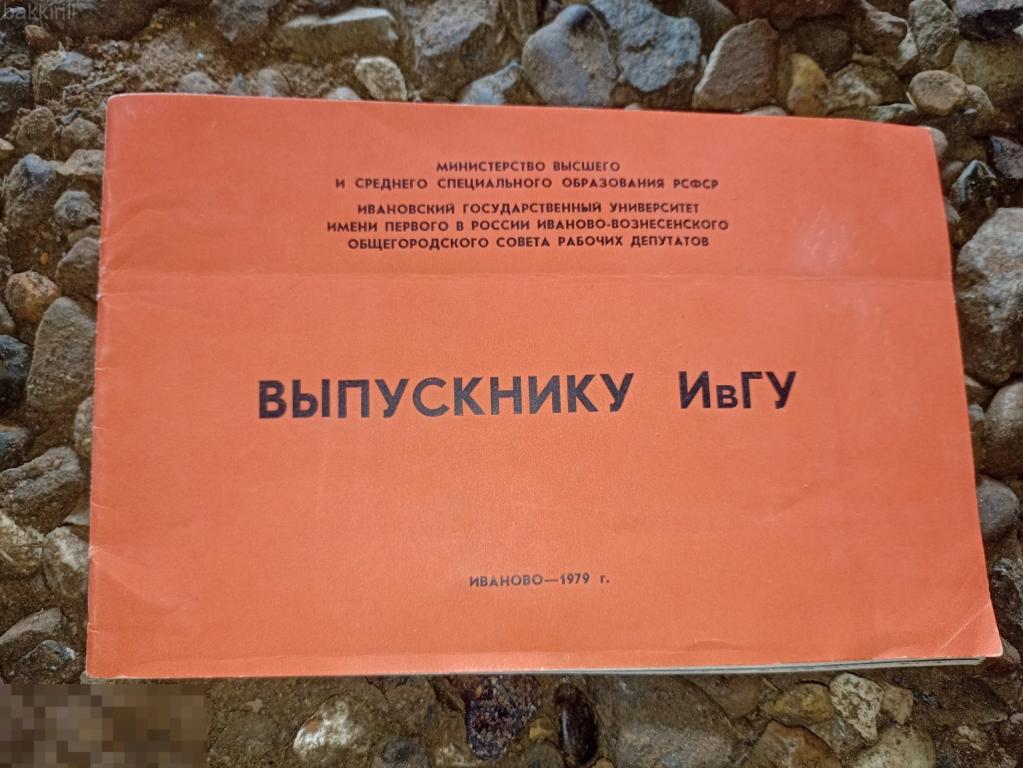 bakkirill
МИНИСТЕРСТВО ВЫСШЕГО
И СРЕДНЕГО СПЕЦИАЛЬНОГО ОБРАЗОВАНИЯ РСФСР
ИВАНОВСКИЙ ГОСУДАРСТВЕННЫЙ УНИВЕРСИТЕТ
ИМЕНИ ПЕРВОГО В РОССИИ ИВАНОВО-ВОЗНЕСЕНСКОГО
ОБЩЕГОРОДСКОГО СОВЕТА РАБОЧИХ ДЕПУТАТОВ
ВЫПУСКНИКУ ИвГУ
ИВАНОВО—1979 г.